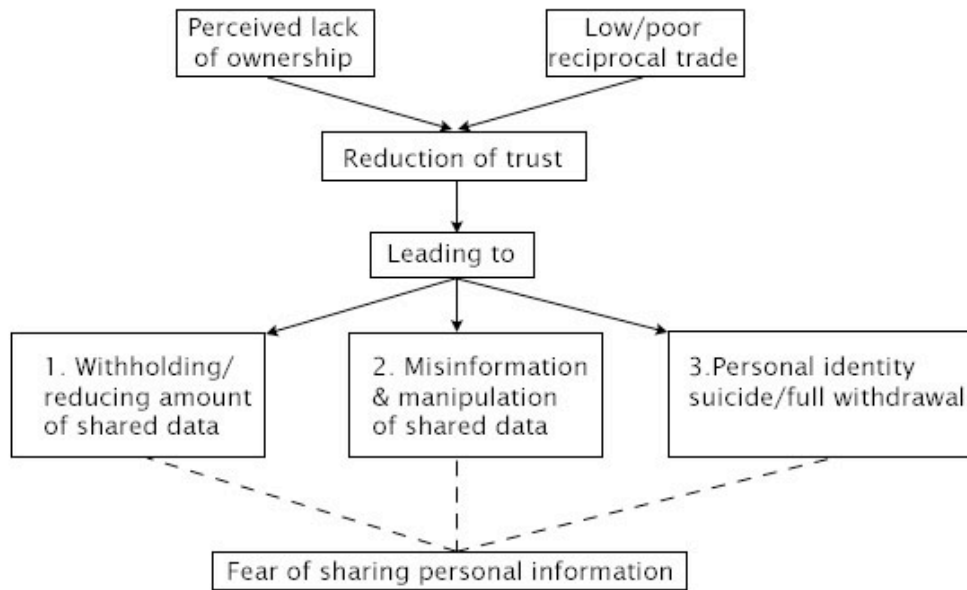 Perceived lack
of ownership
Low/poor
reciprocal trade
Reduction of trust
Leading to
1. Withholding/
reducing amount
of shared data
2. Misinformation
& manipulation
of shared data
3.Personal identity
suicide/full withdrawal
Fear of sharing personal information